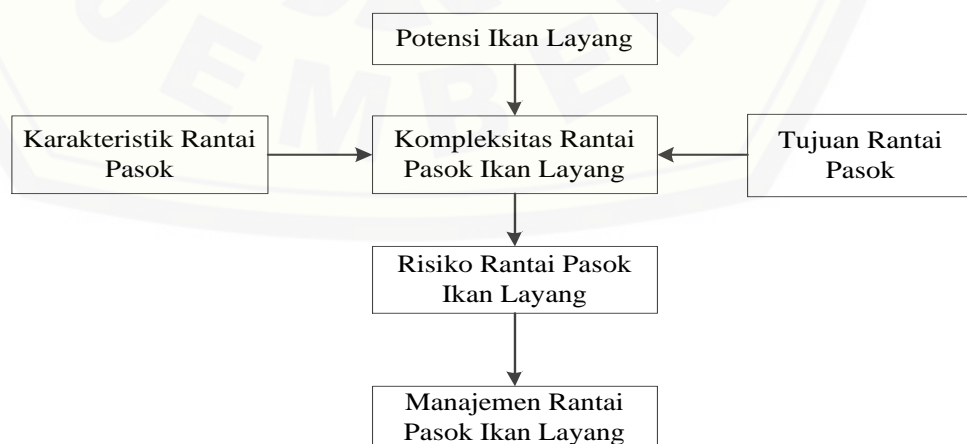 Potensi Ikan Layang
Karakteristik Rantai
Pasok
Kompleksitas Rantai
Pasok Ikan Layang
Tujuan Rantai
Pasok
Risiko Rantai Pasok
Ikan Layang
Manajemen Rantai
Pasok Ikan Layang